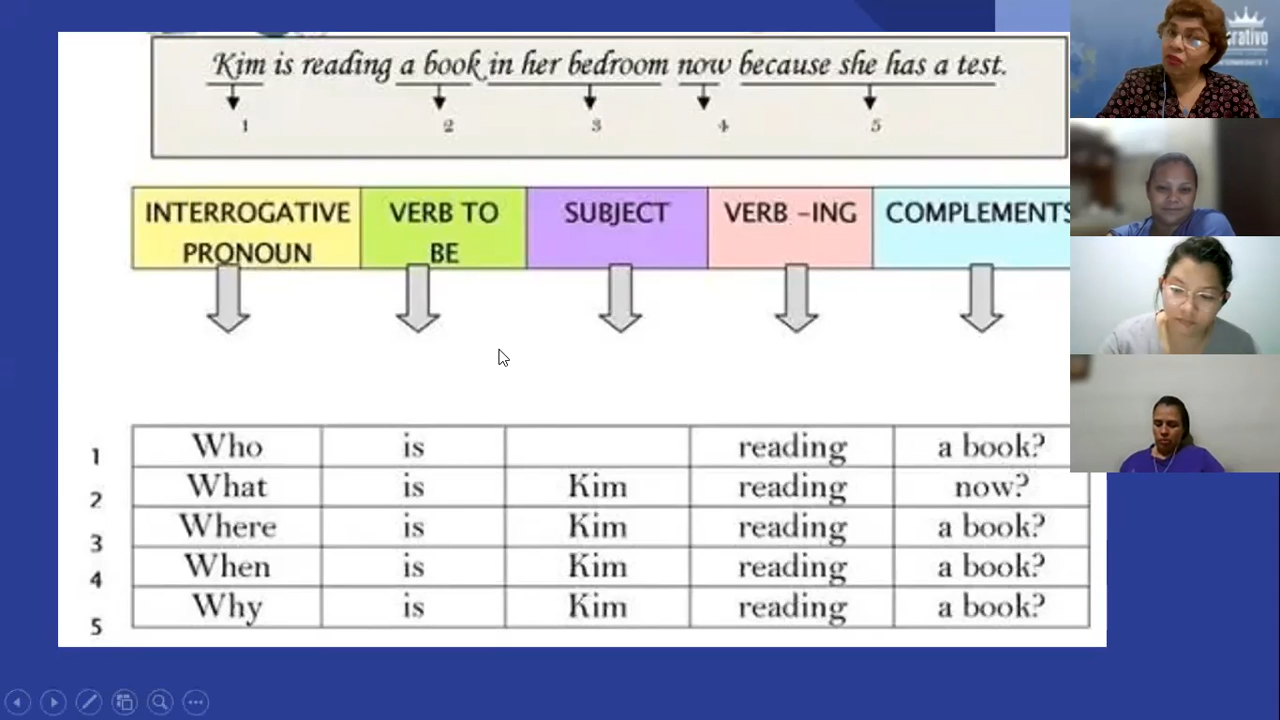 Kim is reading a book in her bedroom now because she has a test.
1 2 3 4 5
INTERROGATIVE PRONOUN VERB TO BE SUBJECT VERB -ING COMPLEMENTS
1 Who is reading a book?
2 What is Kim reading now?
3 Where is Kim reading a book?
4 When is Kim reading a book?
5 Why is Kim reading a book?